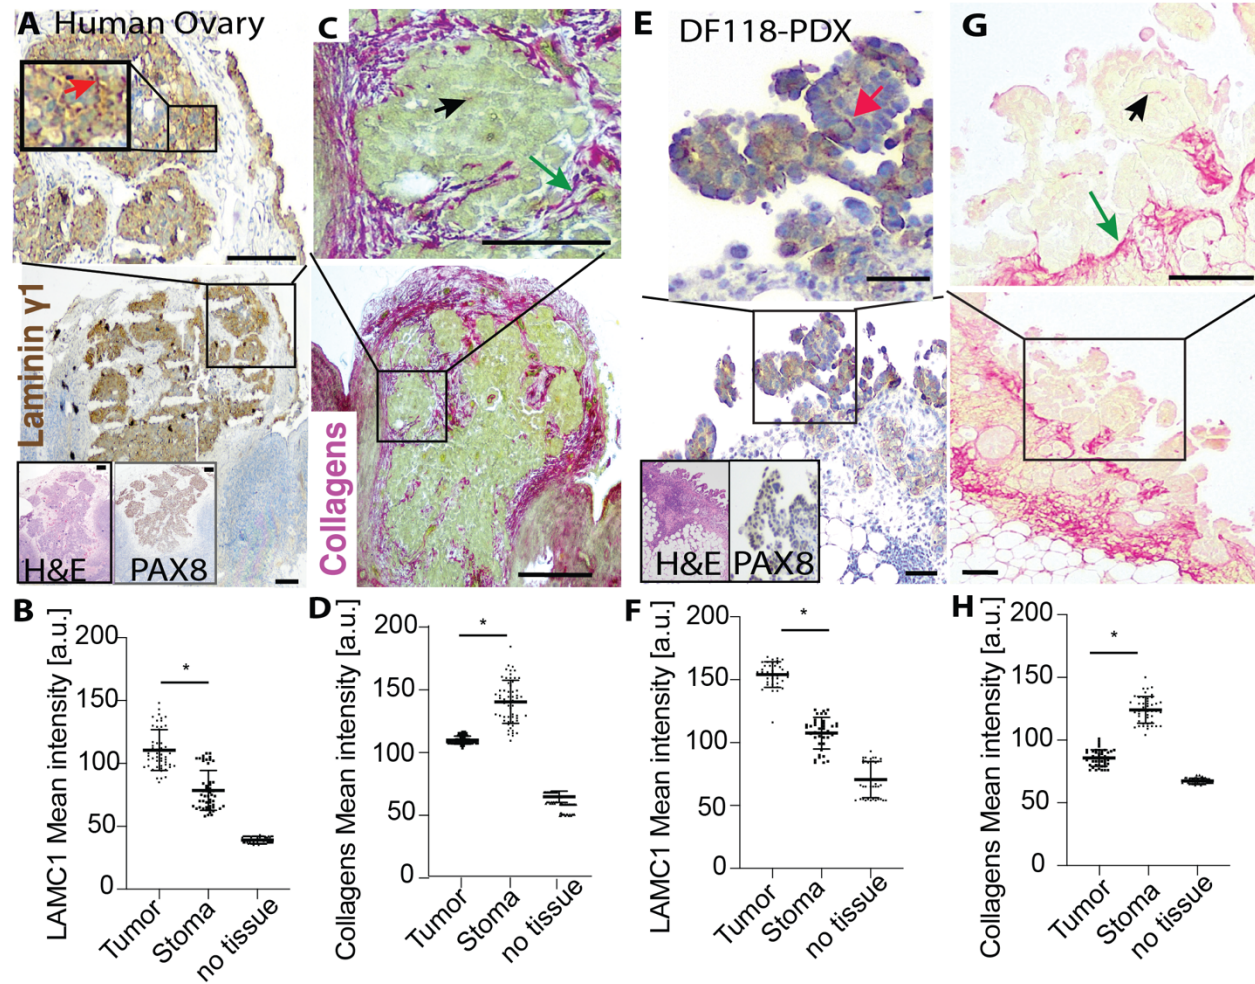 A Human Ovary
C
E DF118-PDX
G
Laminin γ1
H&E
PAX8
Collagens
H&E
PAX8
B
LAMC1 Mean intensity [a.u.]
200
150
100
50
0
*
Tumor
Stoma
no tissue
D
Collagens Mean intensity [a.u.]
200
150
100
50
0
*
Tumor
Stoma
no tissue
F
LAMC1 Mean intensity [a.u.]
200
150
100
50
0
*
Tumor
Stoma
no tissue
H
Collagens Mean intensity [a.u.]
200
150
100
50
0
*
Tumor
Stoma
no tissue